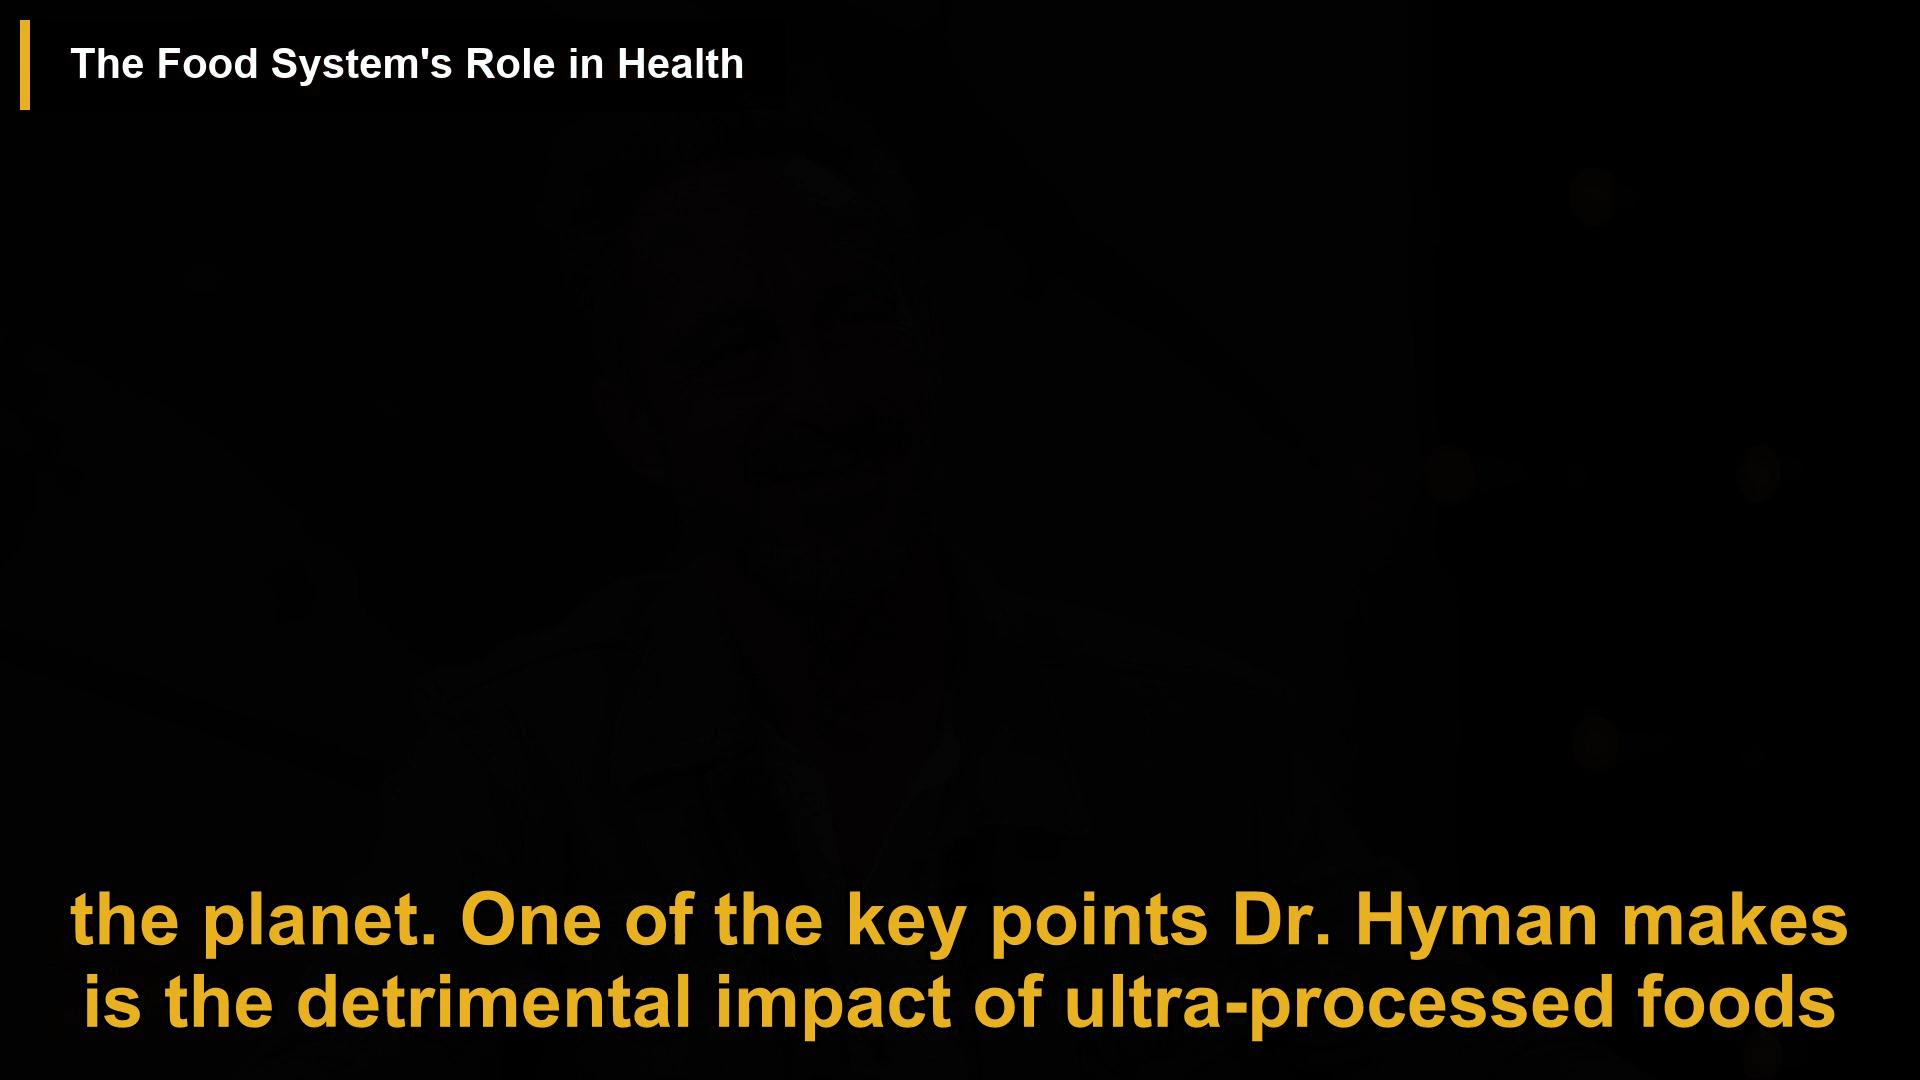 The Food System's Role in Health
the planet. One of the key points Dr. Hyman makes
is the detrimental impact of ultra-processed foods